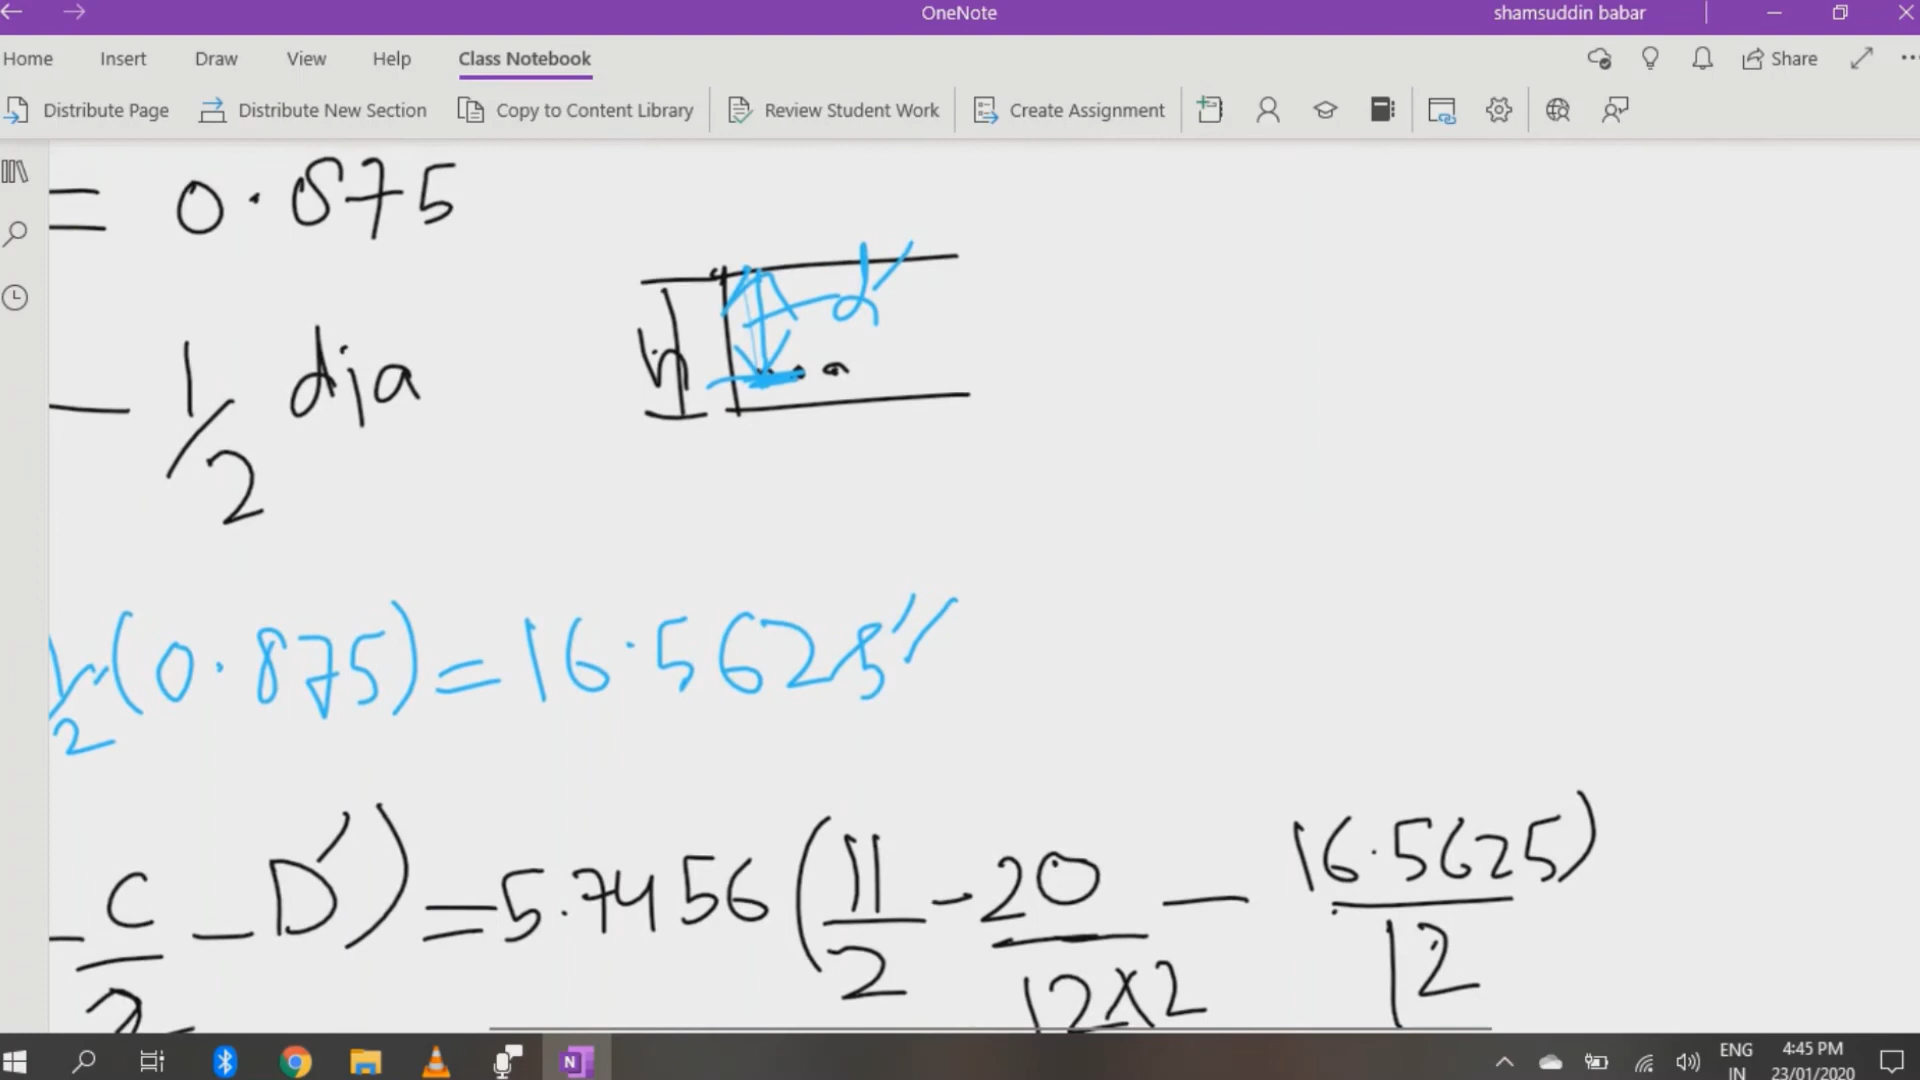 OneNote
shamsuddin babar
Home Insert Draw View Help Class Notebook Share
Distribute Page Distribute New Section Copy to Content Library Review Student Work Create Assignment
= 0.875
d'
h
- 1/2 dia
1/2 (0.875) = 16.5625"
- C/2 - D') = 5.7456 (11/2 - 20/12x2 - 16.5625/12)
N
ENG
IN
4:45 PM
23/01/2020